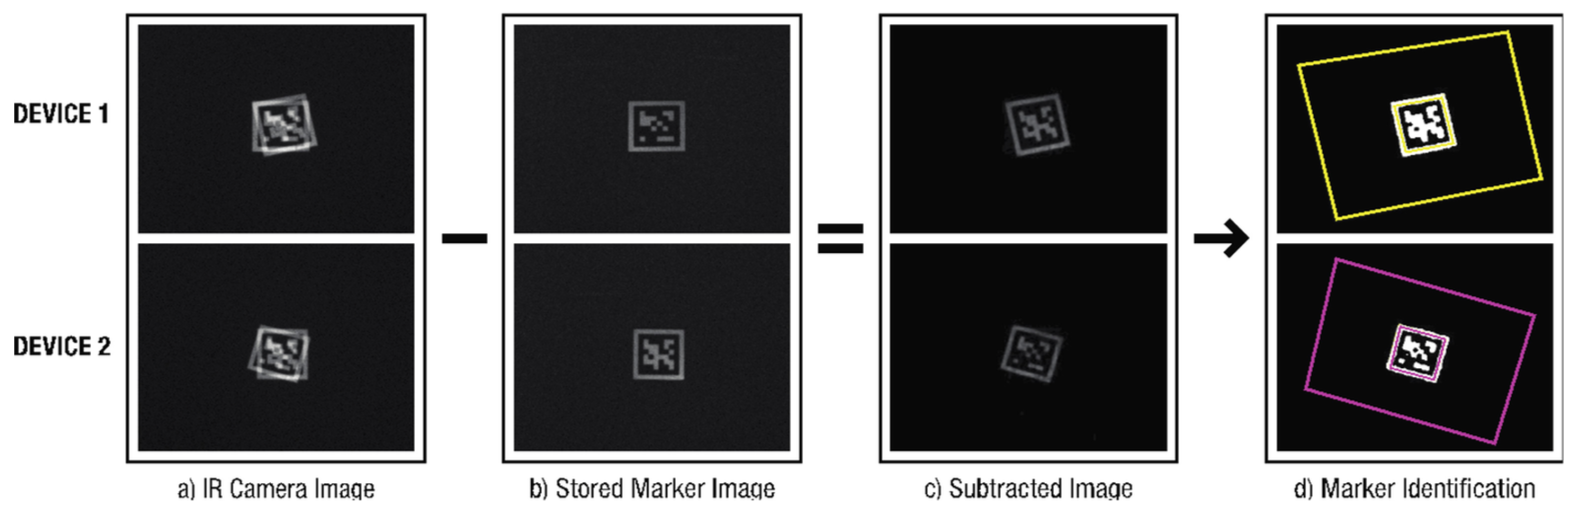 DEVICE 1
DEVICE 2
a) IR Camera Image
b) Stored Marker Image
c) Subtracted Image
d) Marker Identification